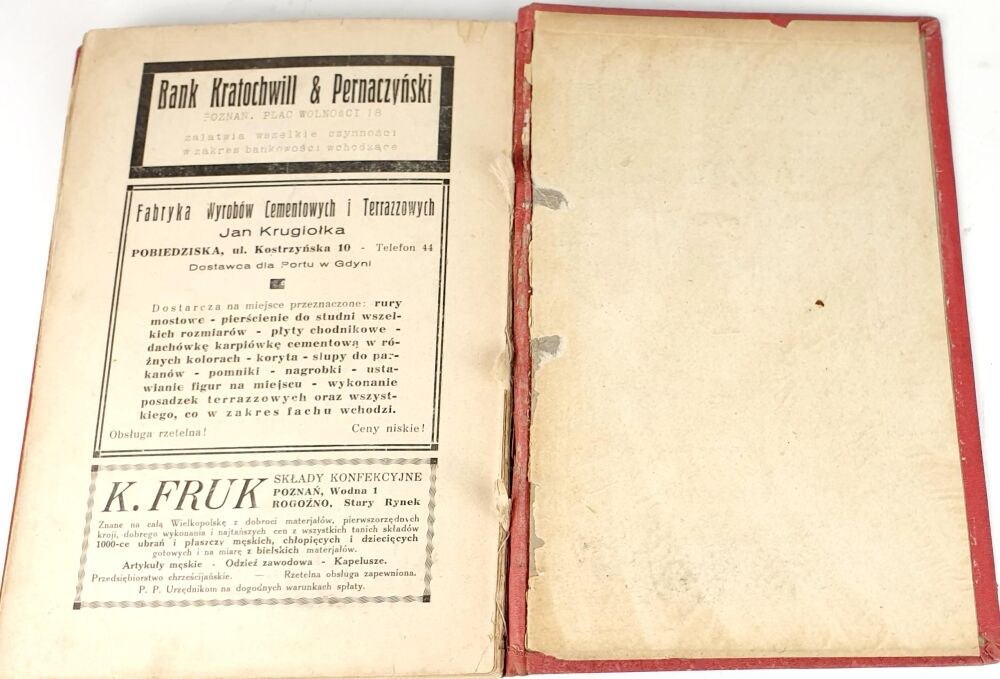 Bank Kratochwill & Pernaczyński
POZNAŃ. PLAC WOLNOŚCI 18
załatwia wszelkie czynności
w zakres bankowości wchodzące
Fabryka Wyrobów Cementowych i Terrazzowych
Jan Krugiołka
POBIEDZISKA, ul. Kostrzyńska 10 - Telefon 44
Dostawca dla Portu w Gdyni
Dostarcza na miejsce przeznaczone: rury
mostowe - pierścienie do studni wszel-
kich rozmiarów - płyty chodnikowe -
dachówkę karpiówkę cementową w ró-
żnych kolorach - koryta - słupy do par-
kanów - pomniki - nagrobki - usta-
wianie figur na miejscu - wykonanie
posadzek terrazzowych oraz wszyst-
kiego, co w zakres fachu wchodzi.
Obsługa rzetelna! Ceny niskie!
K. FRUK
SKŁADY KONFEKCYJNE
POZNAŃ, Wodna 1
ROGOŹNO, Stary Rynek
Znane na całą Wielkopolskę z dobroci materjałów, pierwszorzędnych
kroji, dobrego wykonania i najtańszych cen z wszystkich tanich składów
1000-ce ubrań i płaszczy męskich, chłopięcych i dziecięcych
gotowych i na miarę z bielskich materjałów.
Artykuły męskie - Odzież zawodowa - Kapelusze.
Przedsiębiorstwo chrześcijańskie. — Rzetelna obsługa zapewniona.
P. P. Urzędnikom na dogodnych warunkach spłaty.